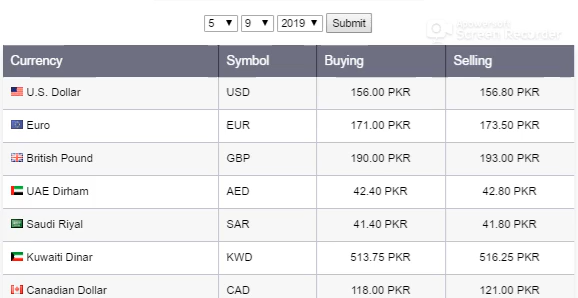 5 9 2019 Submit
Apowersoft
Screen Recorder
Currency Symbol Buying Selling
U.S. Dollar USD 156.00 PKR 156.80 PKR
Euro EUR 171.00 PKR 173.50 PKR
British Pound GBP 190.00 PKR 193.00 PKR
UAE Dirham AED 42.40 PKR 42.80 PKR
Saudi Riyal SAR 41.40 PKR 41.80 PKR
Kuwaiti Dinar KWD 513.75 PKR 516.25 PKR
Canadian Dollar CAD 118.00 PKR 121.00 PKR